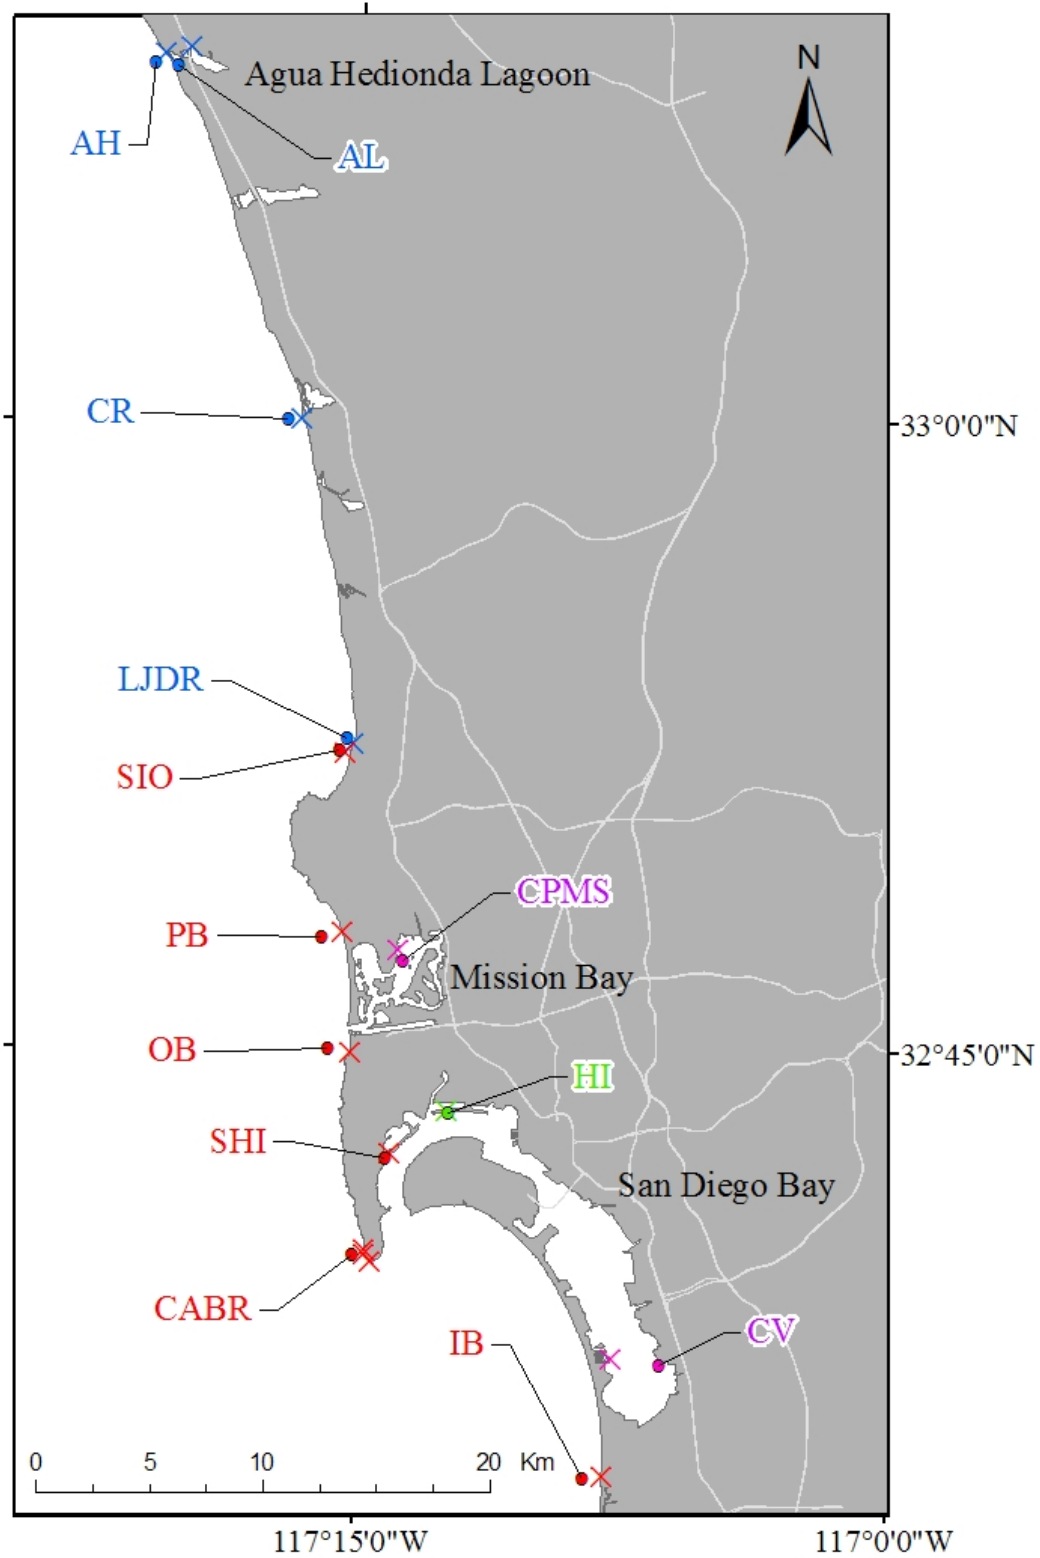 N
Agua Hedionda Lagoon
AH
AL
CR
33°0'0"N
LJDR
SIO
CPMS
PB
Mission Bay
OB
32°45'0"N
HI
SHI
San Diego Bay
CABR
IB
CV
0 5 10 20 Km
117°15'0"W 117°0'0"W